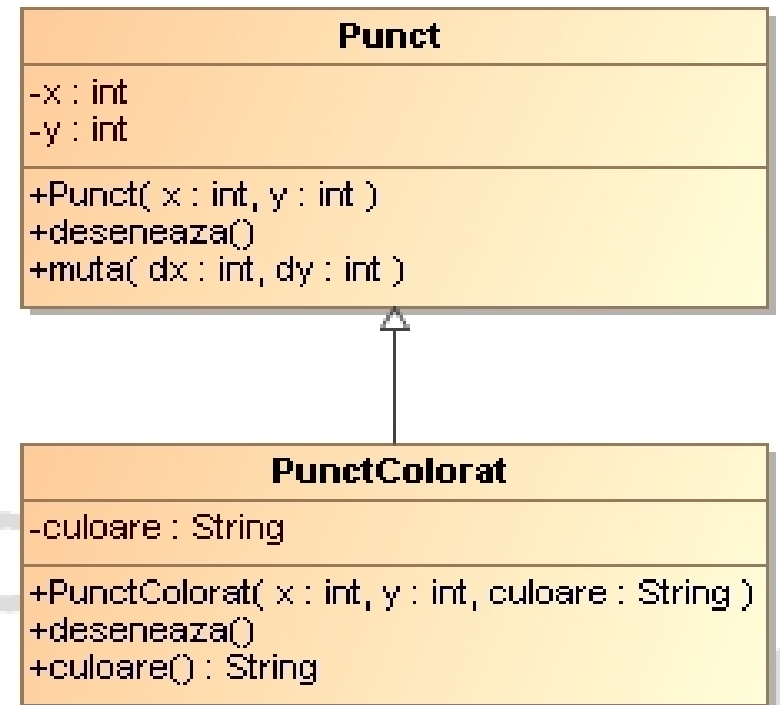 Punct
-x : int
-y : int
+Punct( x : int, y : int )
+deseneaza()
+muta( dx : int, dy : int )
PunctColorat
-culoare : String
+PunctColorat( x : int, y : int, culoare : String )
+deseneaza()
+culoare() : String